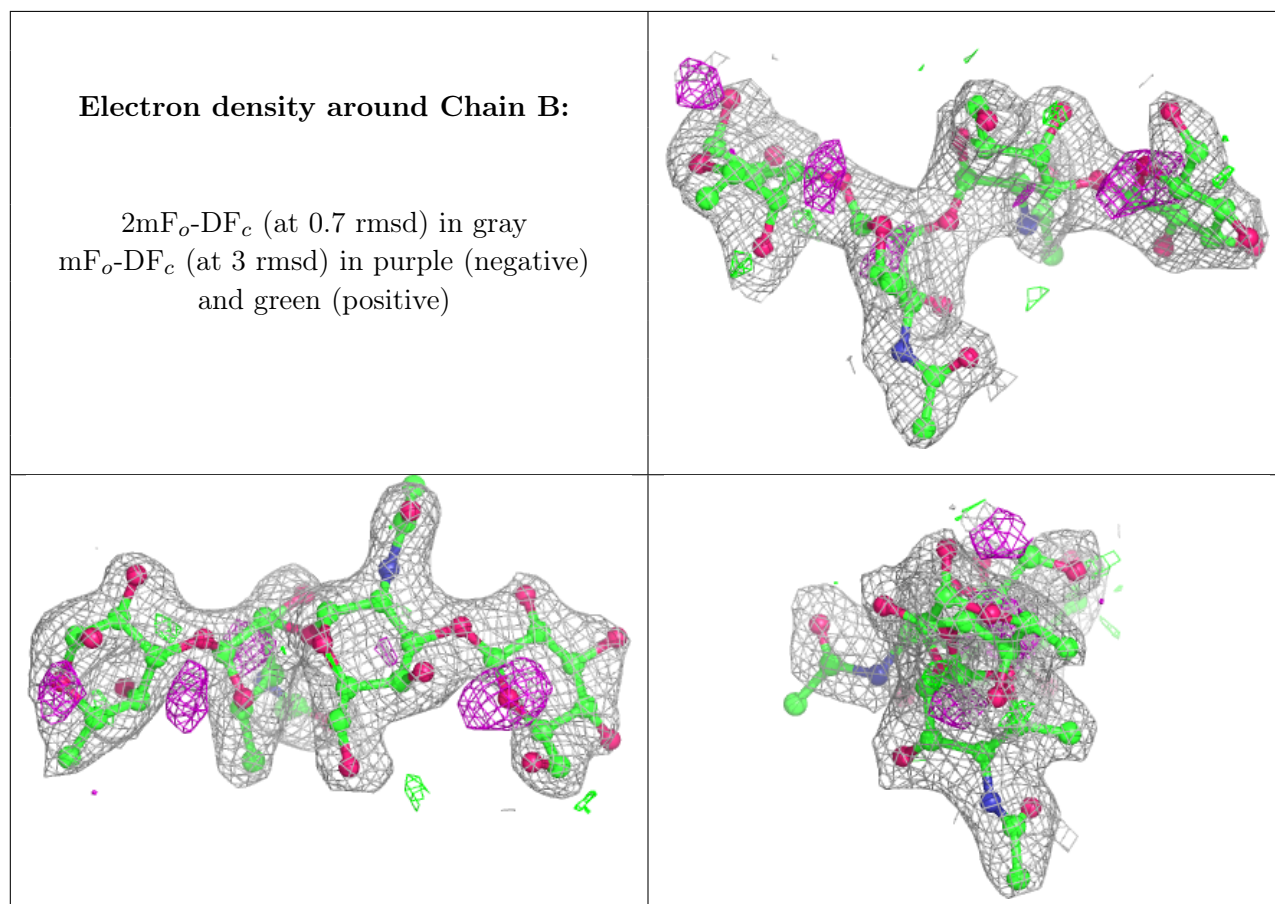 Electron density around Chain B:
2mFₒ-DF𝒸 (at 0.7 rmsd) in gray
mFₒ-DF𝒸 (at 3 rmsd) in purple (negative)
and green (positive)